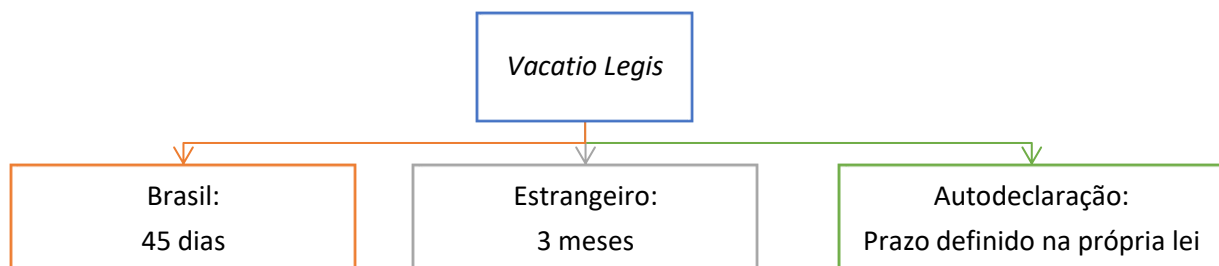 Vacatio Legis
Brasil:
45 dias
Estrangeiro:
3 meses
Autodeclaração:
Prazo definido na própria lei